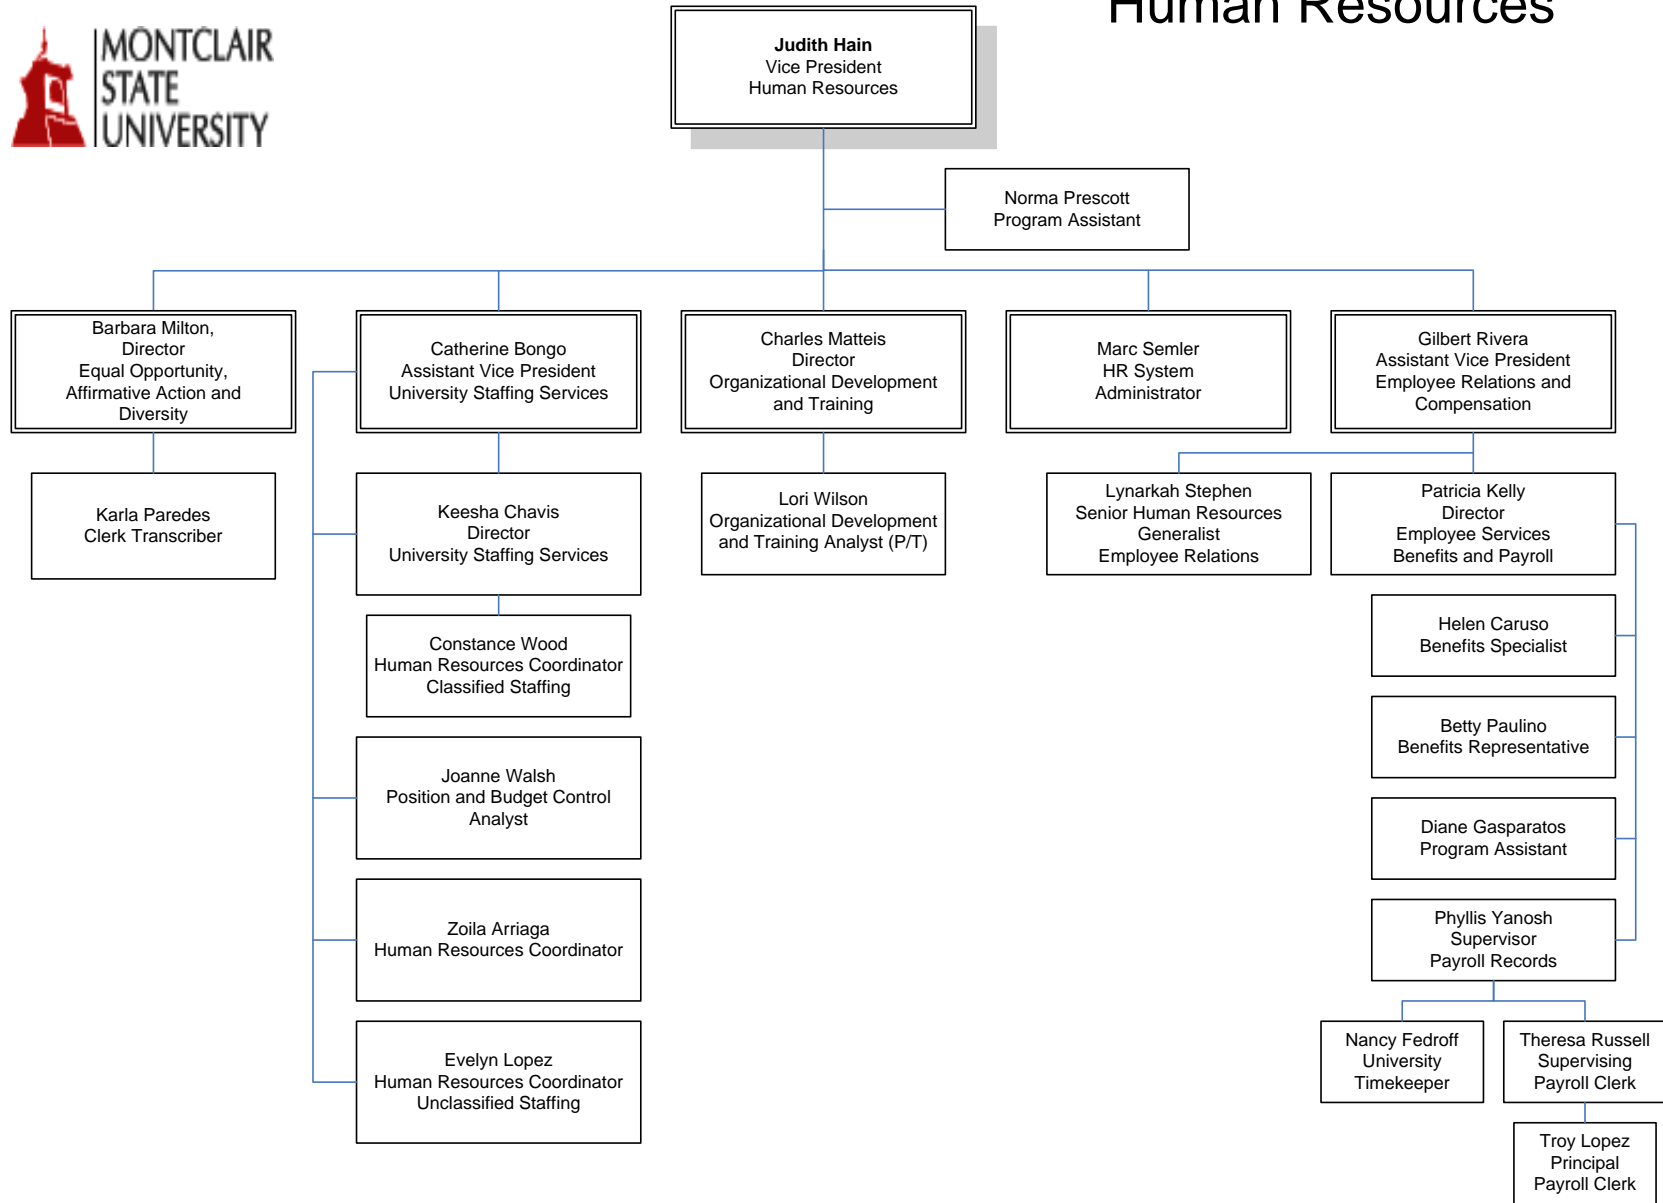 Human Resources
MONTCLAIR
STATE
UNIVERSITY
Judith Hain
Vice President
Human Resources
Norma Prescott
Program Assistant
Barbara Milton,
Director
Equal Opportunity,
Affirmative Action and
Diversity
Catherine Bongo
Assistant Vice President
University Staffing Services
Charles Matteis
Director
Organizational Development
and Training
Marc Semler
HR System
Administrator
Gilbert Rivera
Assistant Vice President
Employee Relations and
Compensation
Karla Paredes
Clerk Transcriber
Keesha Chavis
Director
University Staffing Services
Lori Wilson
Organizational Development
and Training Analyst (P/T)
Lynarkah Stephen
Senior Human Resources
Generalist
Employee Relations
Patricia Kelly
Director
Employee Services
Benefits and Payroll
Constance Wood
Human Resources Coordinator
Classified Staffing
Helen Caruso
Benefits Specialist
Betty Paulino
Benefits Representative
Joanne Walsh
Position and Budget Control
Analyst
Diane Gasparatos
Program Assistant
Zoila Arriaga
Human Resources Coordinator
Phyllis Yanosh
Supervisor
Payroll Records
Evelyn Lopez
Human Resources Coordinator
Unclassified Staffing
Nancy Fedroff
University
Timekeeper
Theresa Russell
Supervising
Payroll Clerk
Troy Lopez
Principal
Payroll Clerk